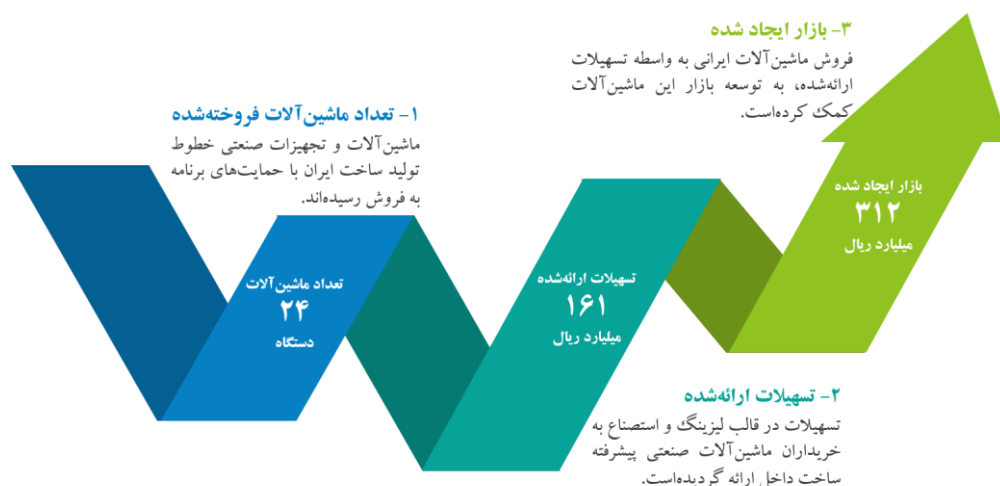 ۱- تعداد ماشین‌آلات فروخته‌شده
ماشین‌آلات و تجهیزات صنعتی خطوط
تولید ساخت ایران با حمایت‌های برنامه
به فروش رسیده‌اند.
تعداد ماشین‌آلات
۲۴
دستگاه
۲- تسهیلات ارائه‌شده
تسهیلات در قالب لیزینگ و استصناع به
خریداران ماشین‌آلات صنعتی پیشرفته
ساخت داخل ارائه گردیده‌است.
تسهیلات ارائه‌شده
۱۶۱
میلیارد ریال
۳- بازار ایجاد شده
فروش ماشین‌آلات ایرانی به واسطه تسهیلات
ارائه‌شده، به توسعه بازار این ماشین‌آلات
کمک کرده‌است.
بازار ایجاد شده
۳۱۲
میلیارد ریال